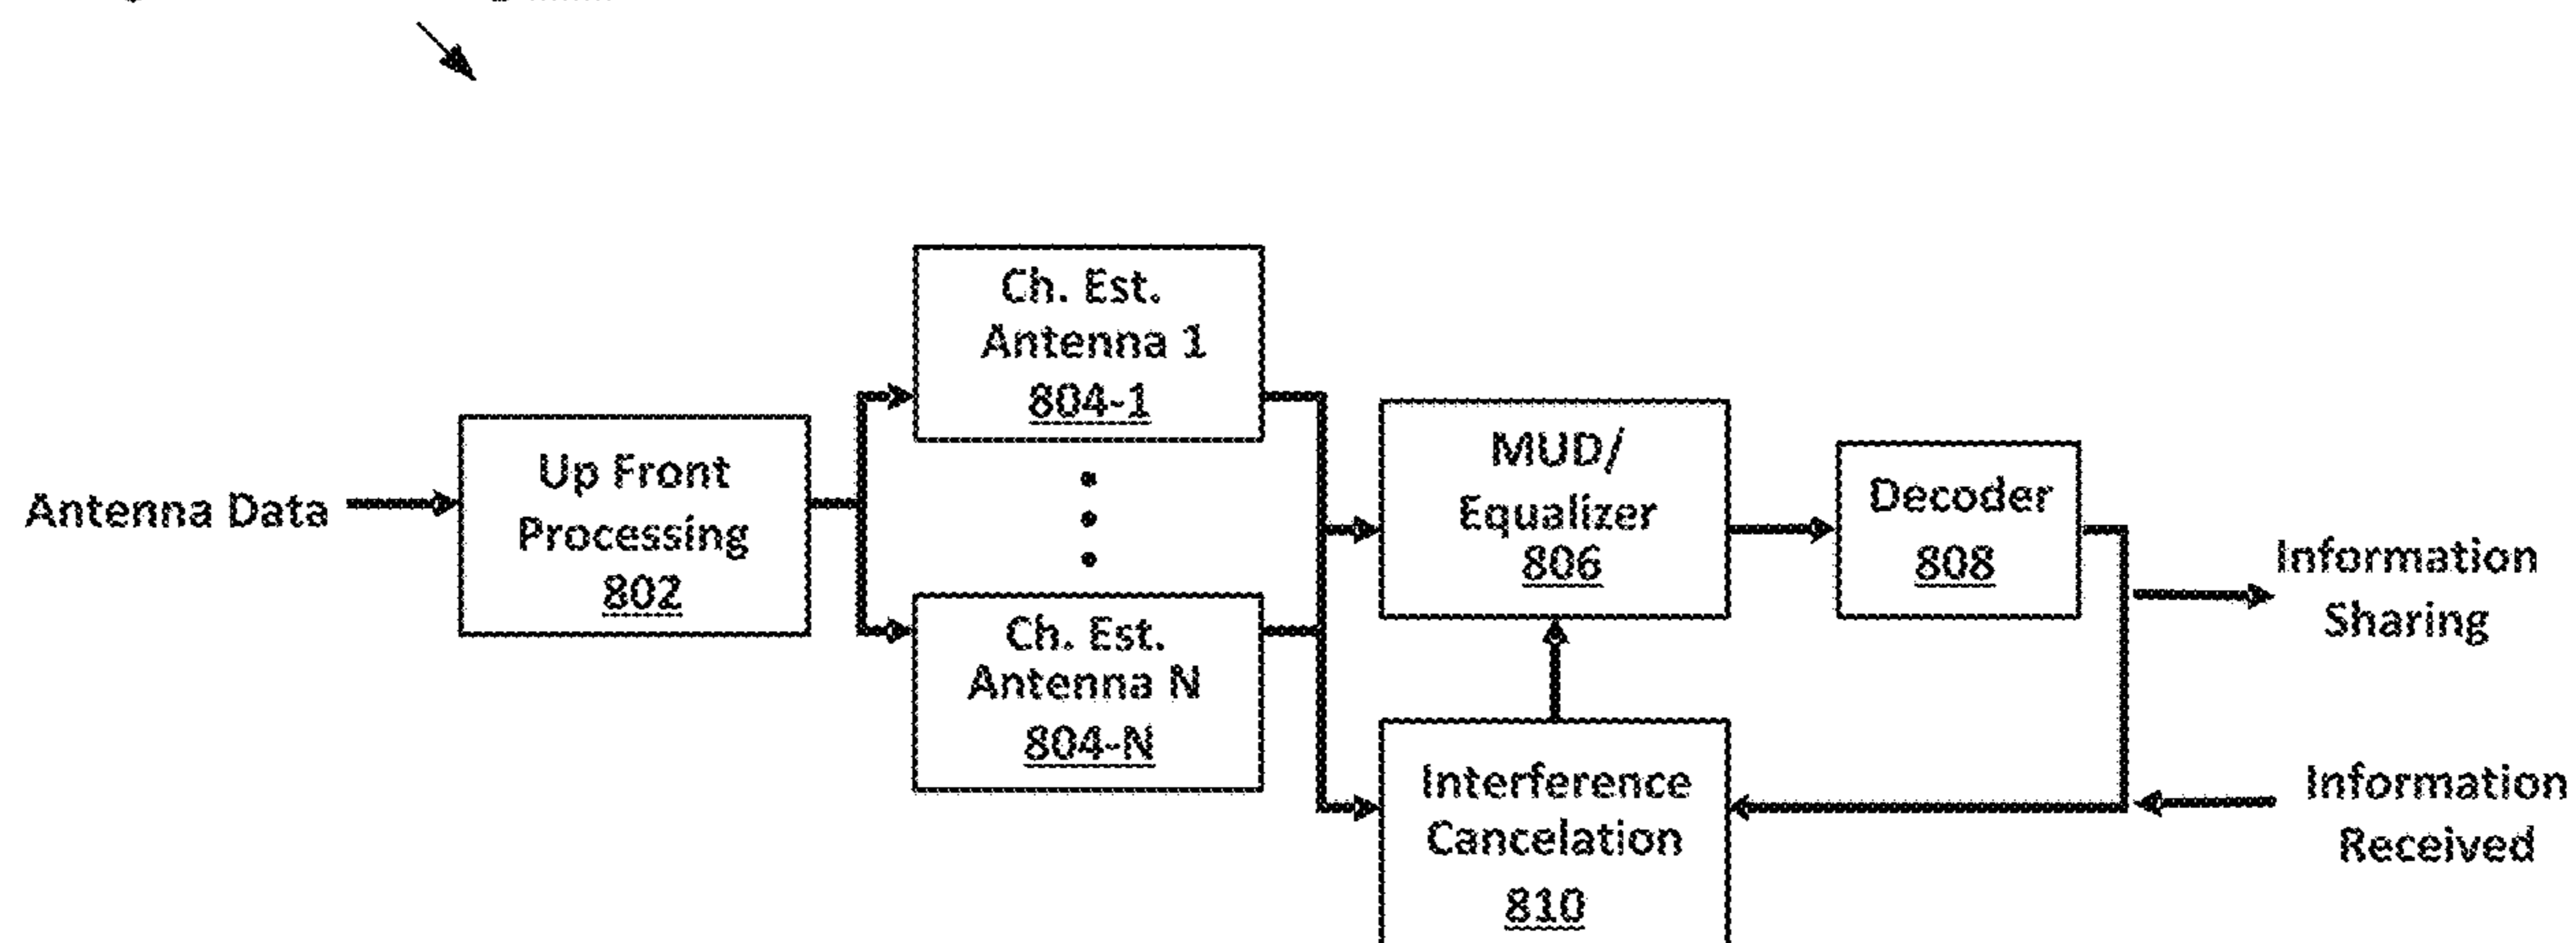 Ch. Est.
Antenna 1
804-1
Up Front
Processing
802
Antenna Data
MUD/
Equalizer
806
Decoder
808
Information
Sharing
Ch. Est.
Antenna N
804-N
Interference
Cancelation
810
Information
Received